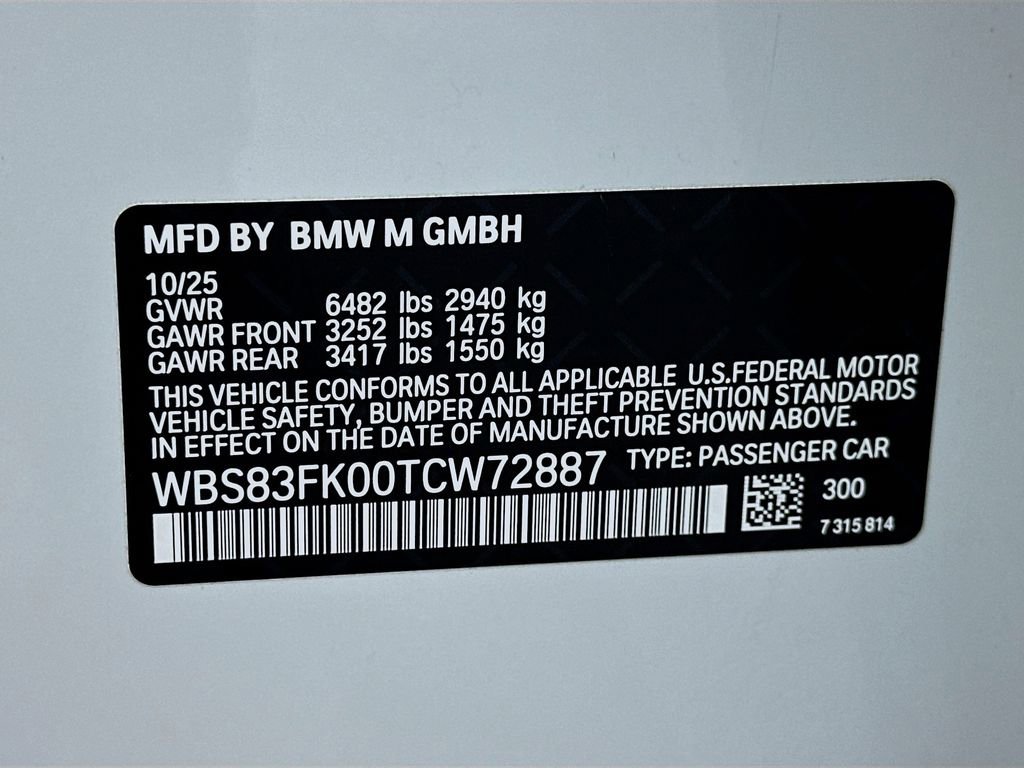 MFD BY BMW M GMBH
10/25
GVWR 6482 lbs 2940 kg
GAWR FRONT 3252 lbs 1475 kg
GAWR REAR 3417 lbs 1550 kg
THIS VEHICLE CONFORMS TO ALL APPLICABLE U.S.FEDERAL MOTOR
VEHICLE SAFETY, BUMPER AND THEFT PREVENTION STANDARDS
IN EFFECT ON THE DATE OF MANUFACTURE SHOWN ABOVE.
WBS83FK00TCW72887 TYPE: PASSENGER CAR
300
7 315 814